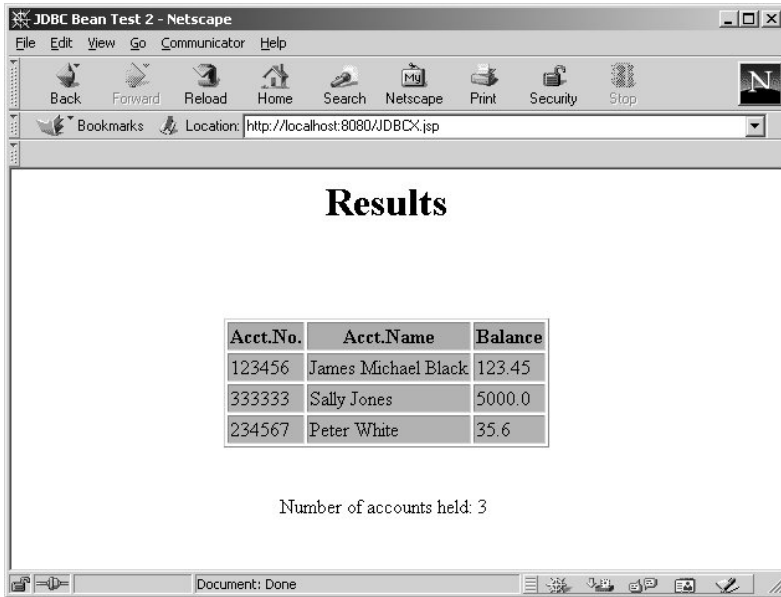 JDBC Bean Test 2 - Netscape
File Edit View Go Communicator Help
Back Forward Reload Home Search Netscape Print Security Stop
My
N
Bookmarks Location: http://localhost:8080/JDBCX.jsp
Results
Acct.No. Acct.Name Balance
123456 James Michael Black 123.45
333333 Sally Jones 5000.0
234567 Peter White 35.6
Number of accounts held: 3
Document: Done